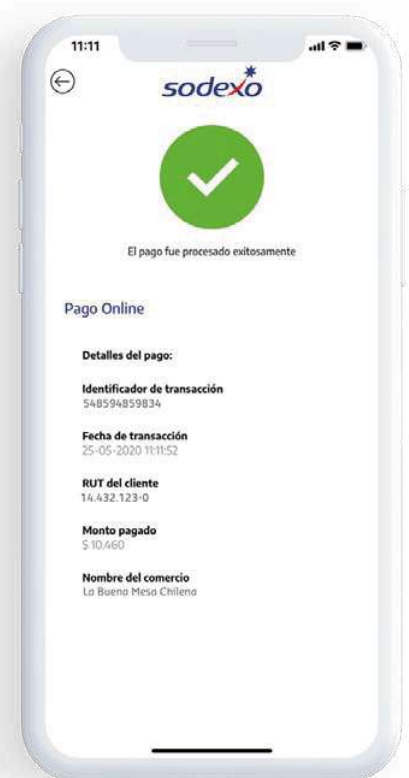 11:11
sodexo
El pago fue procesado exitosamente
Pago Online
Detalles del pago:
Identificador de transacción
548594859834
Fecha de transacción
25-05-2020 11:11:52
RUT del cliente
14.432.123-0
Monto pagado
$ 10.460
Nombre del comercio
La Buena Mesa Chilena